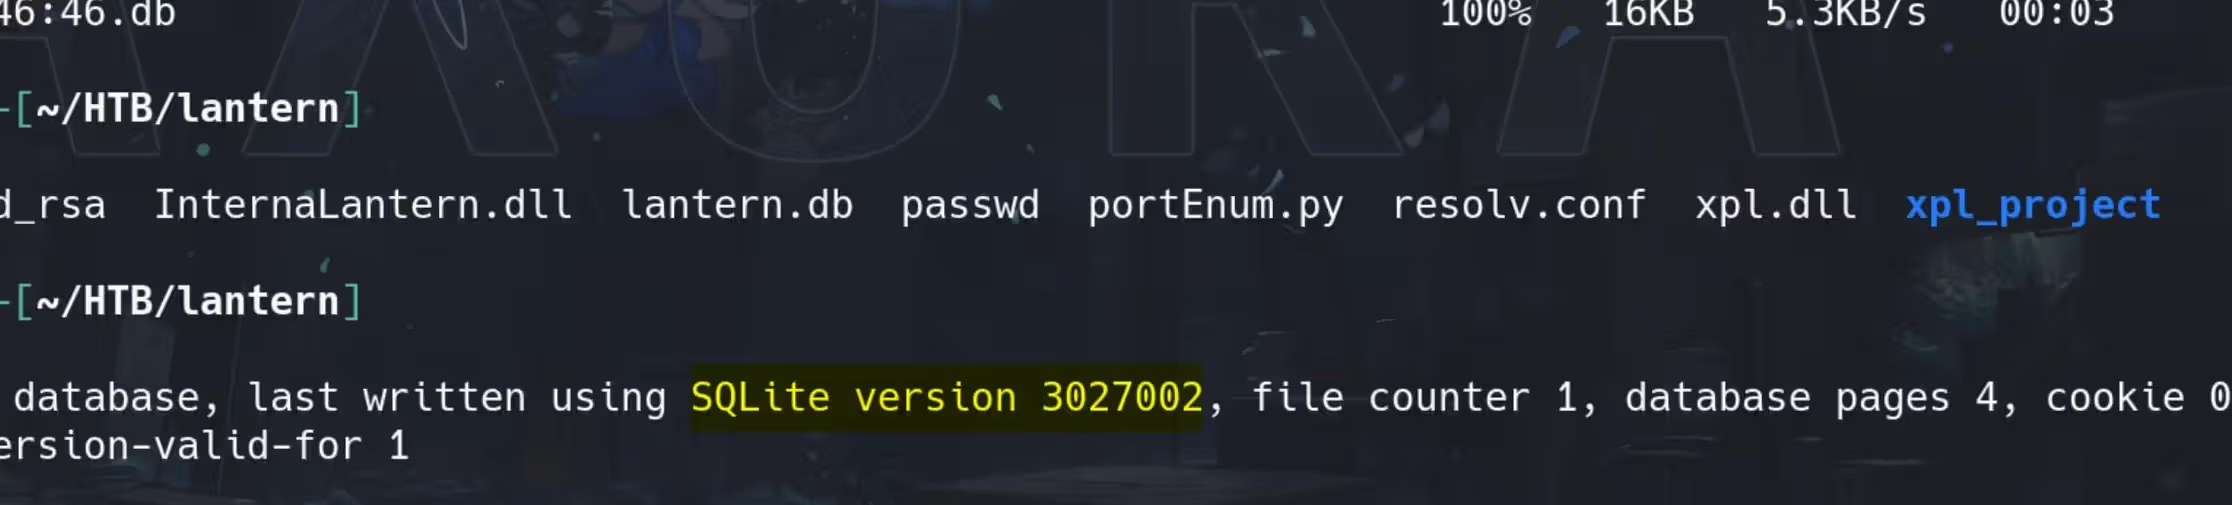 46:46.db 100% 16KB 5.3KB/s 00:03
-[~/HTB/lantern]
d_rsa InternaLantern.dll lantern.db passwd portEnum.py resolv.conf xpl.dll xpl_project
-[~/HTB/lantern]
database, last written using SQLite version 3027002, file counter 1, database pages 4, cookie 0
ersion-valid-for 1